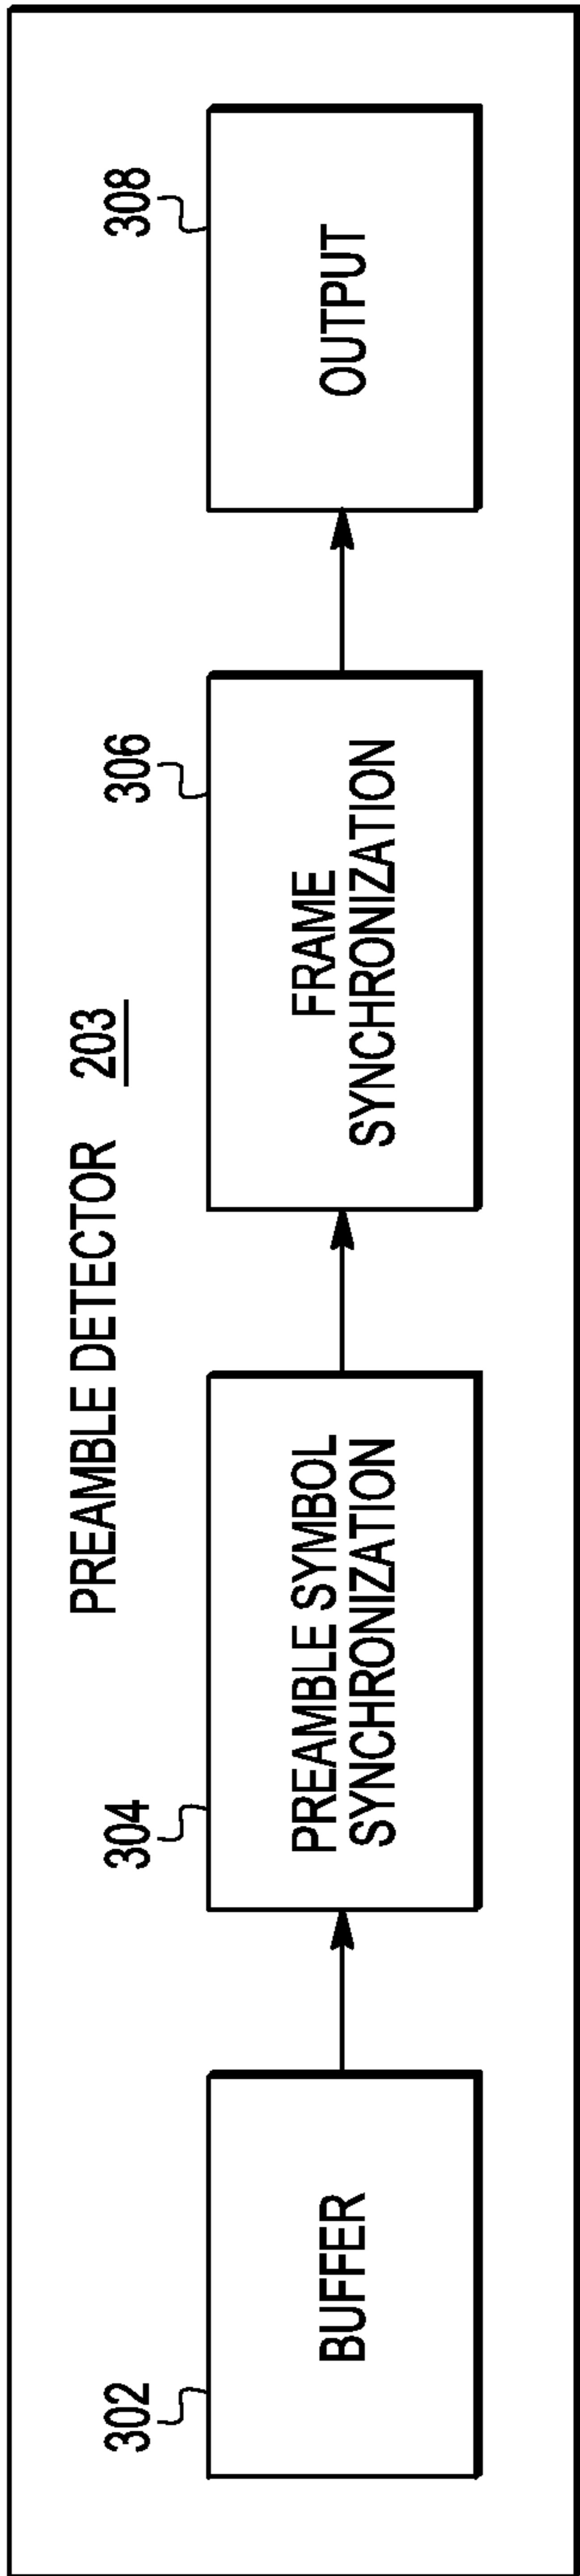 PREAMBLE DETECTOR 203
302
BUFFER
304
PREAMBLE SYMBOL
SYNCHRONIZATION
306
FRAME
SYNCHRONIZATION
308
OUTPUT